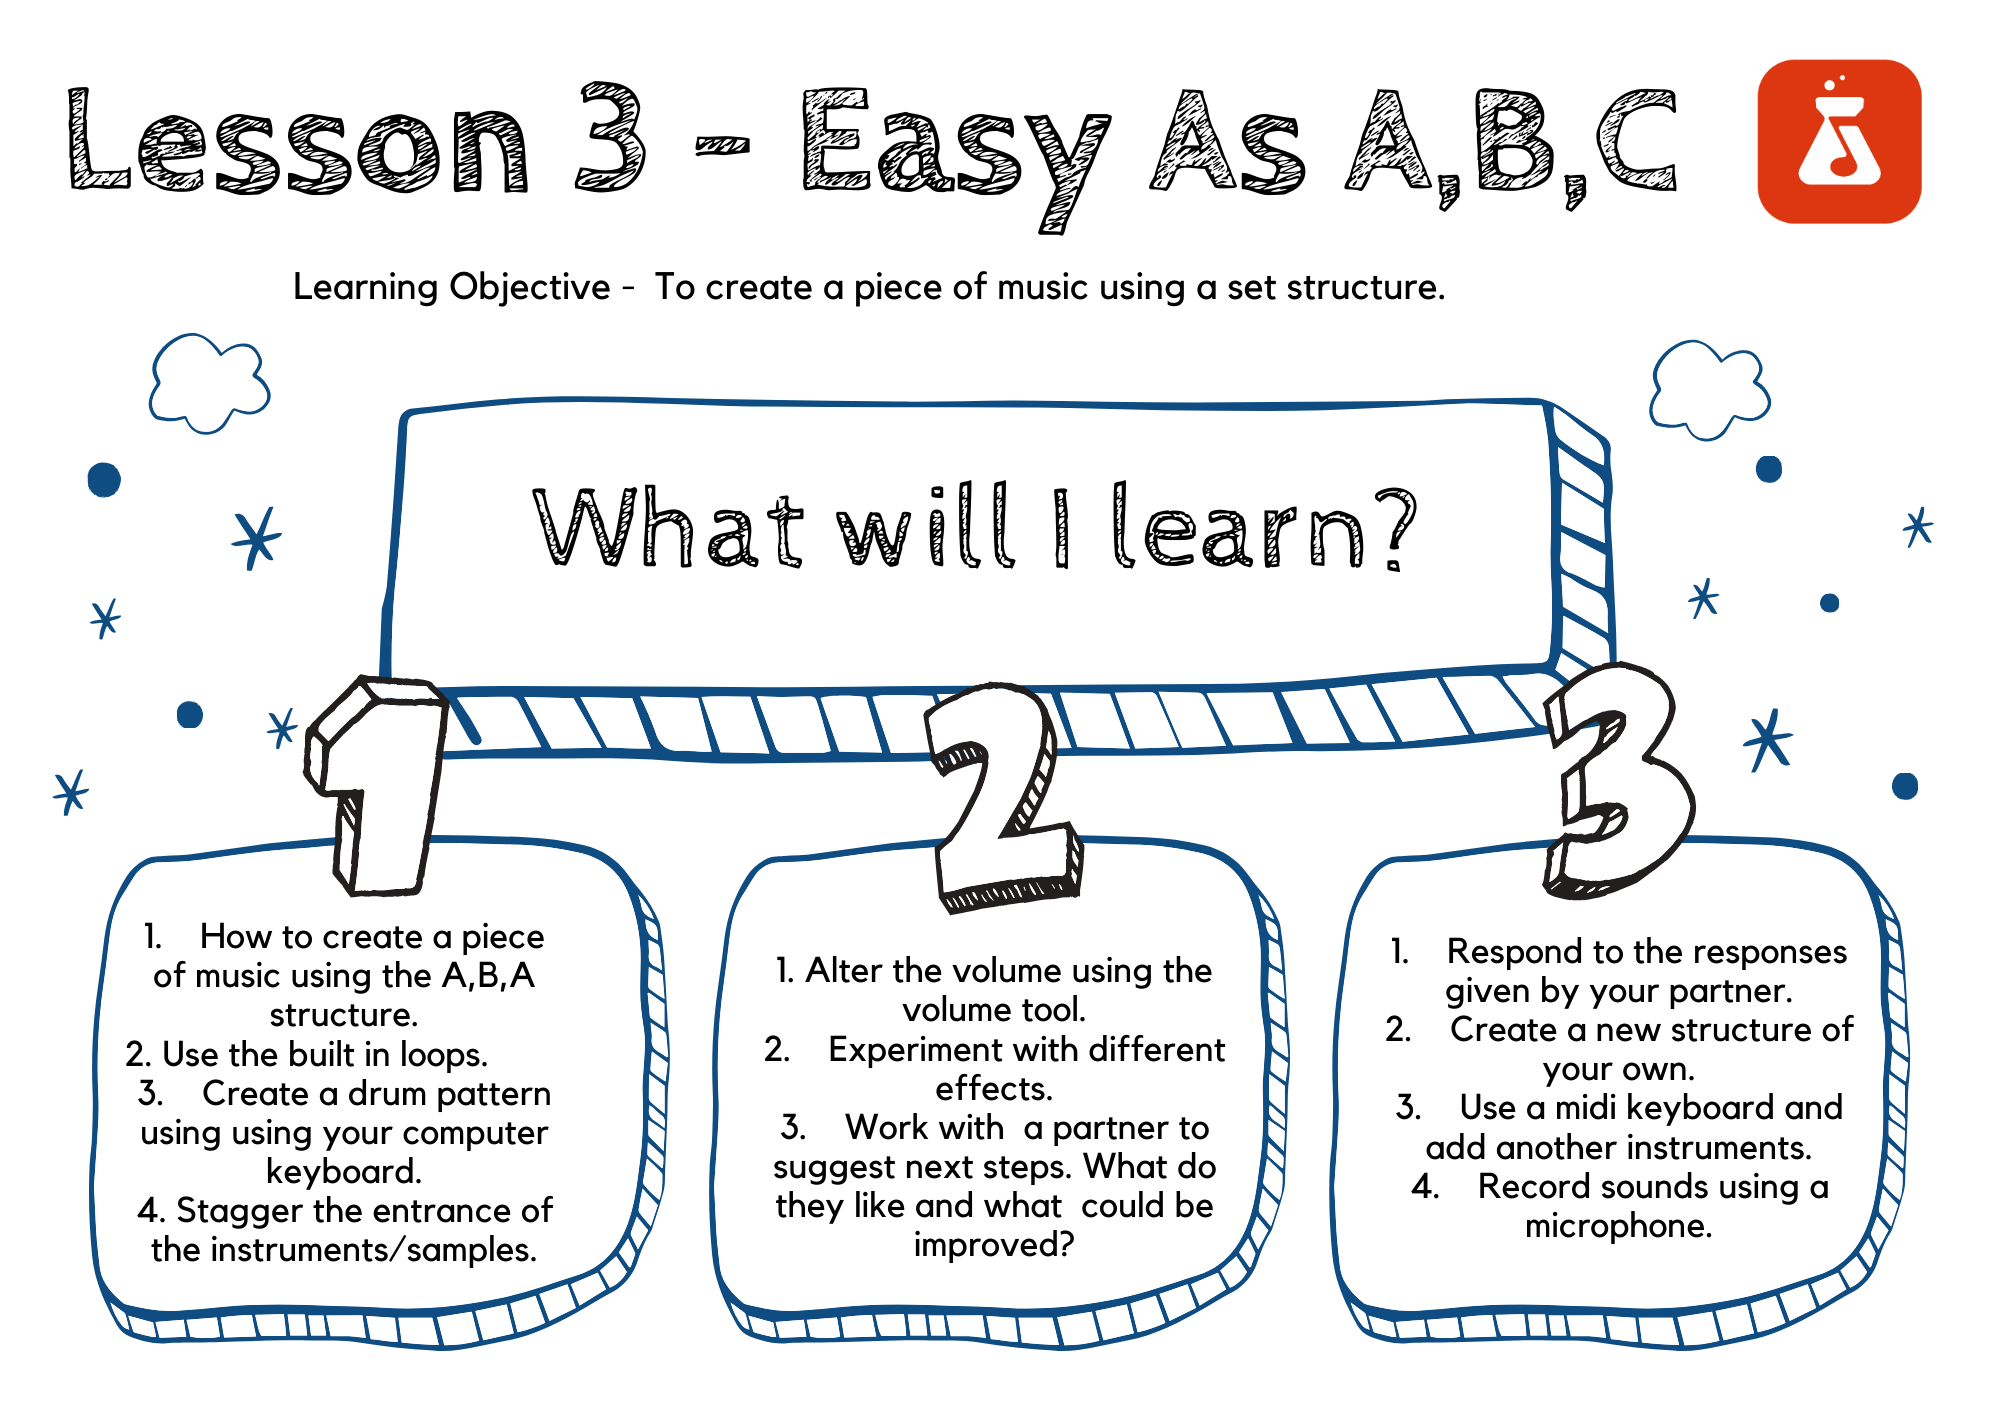 Lesson 3 - Easy As A,B,C
Learning Objective - To create a piece of music using a set structure.
What will I learn?
1
1. How to create a piece
of music using the A,B,A
structure.
2. Use the built in loops.
3. Create a drum pattern
using using your computer
keyboard.
4. Stagger the entrance of
the instruments/samples.
2
1. Alter the volume using the
volume tool.
2. Experiment with different
effects.
3. Work with a partner to
suggest next steps. What do
they like and what could be
improved?
3
1. Respond to the responses
given by your partner.
2. Create a new structure of
your own.
3. Use a midi keyboard and
add another instruments.
4. Record sounds using a
microphone.